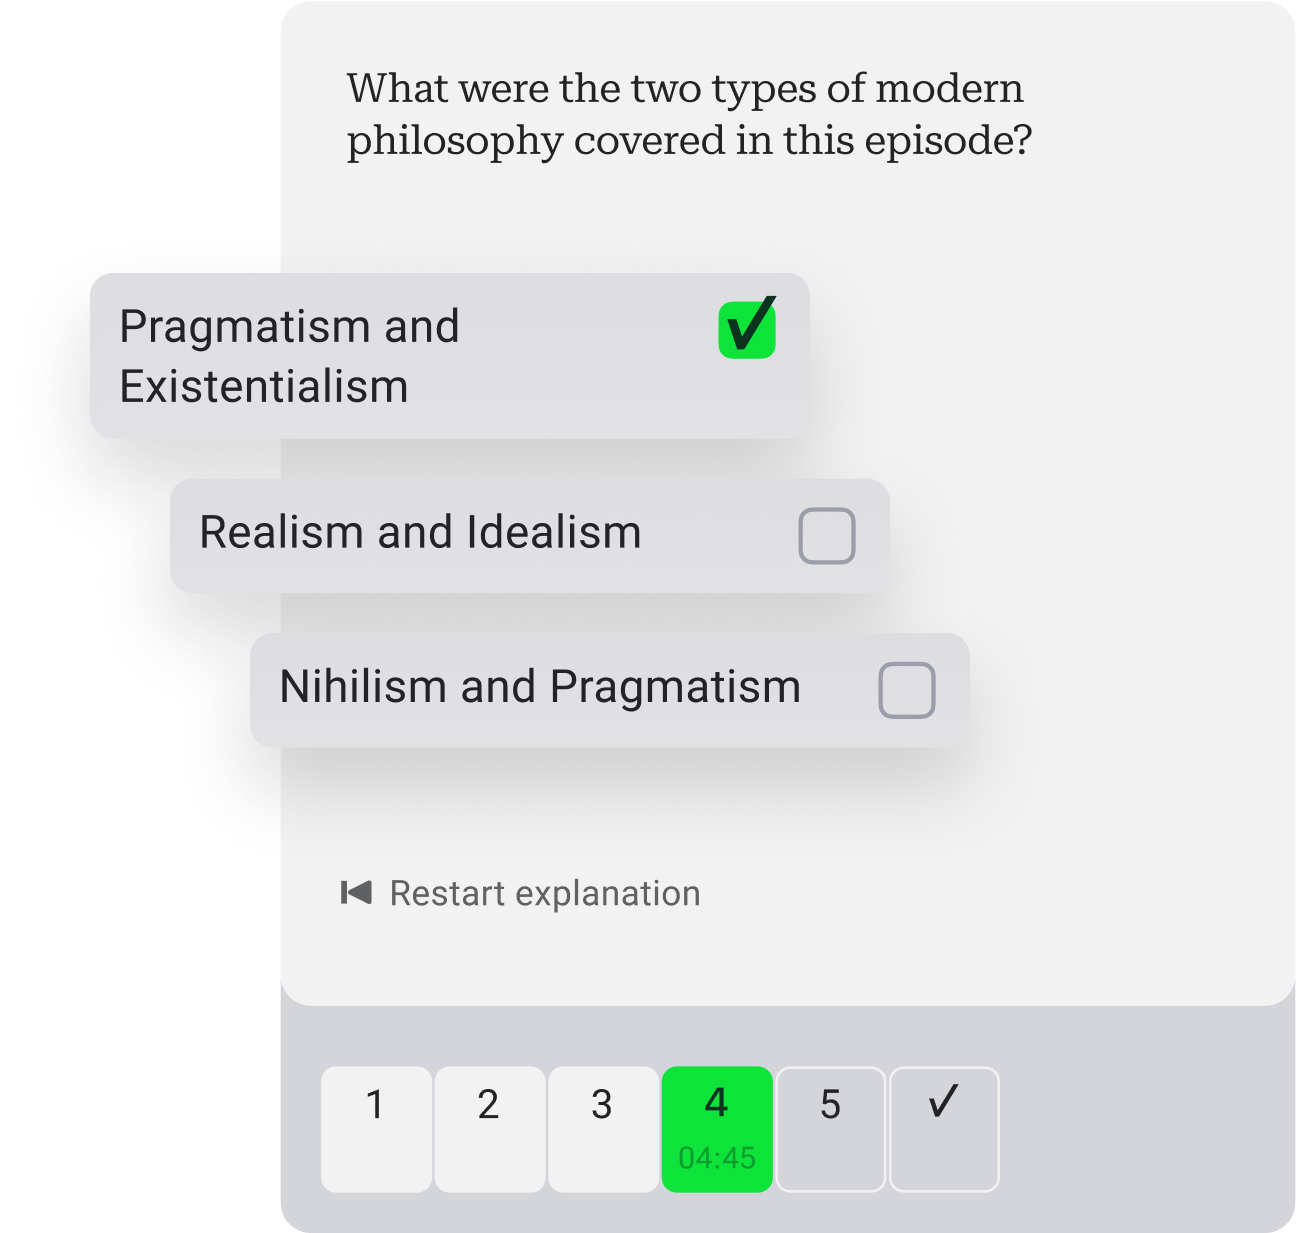 What were the two types of modern
philosophy covered in this episode?
Pragmatism and
Existentialism
Realism and Idealism
Nihilism and Pragmatism
Restart explanation
1 2 3 4 5 ✓
04:45